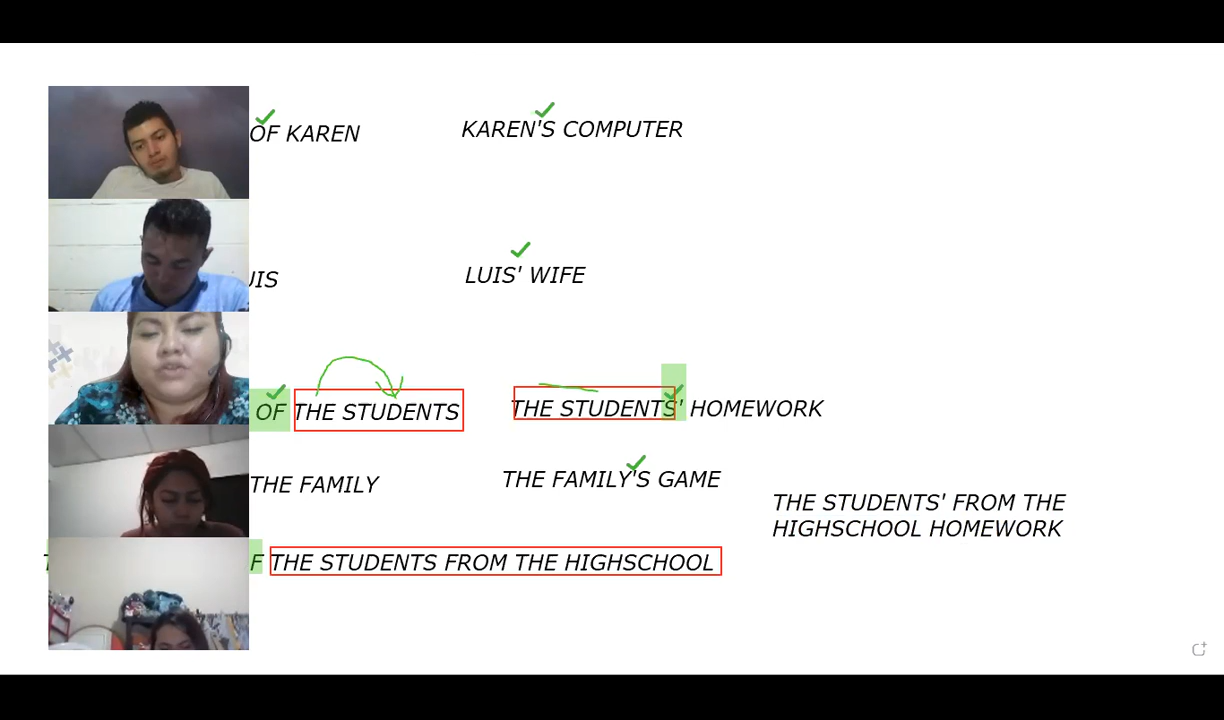 OF KAREN KAREN'S COMPUTER
LUIS' WIFE
OF THE STUDENTS THE STUDENTS' HOMEWORK
THE FAMILY THE FAMILY'S GAME
THE STUDENTS' FROM THE
HIGHSCHOOL HOMEWORK
THE STUDENTS FROM THE HIGHSCHOOL